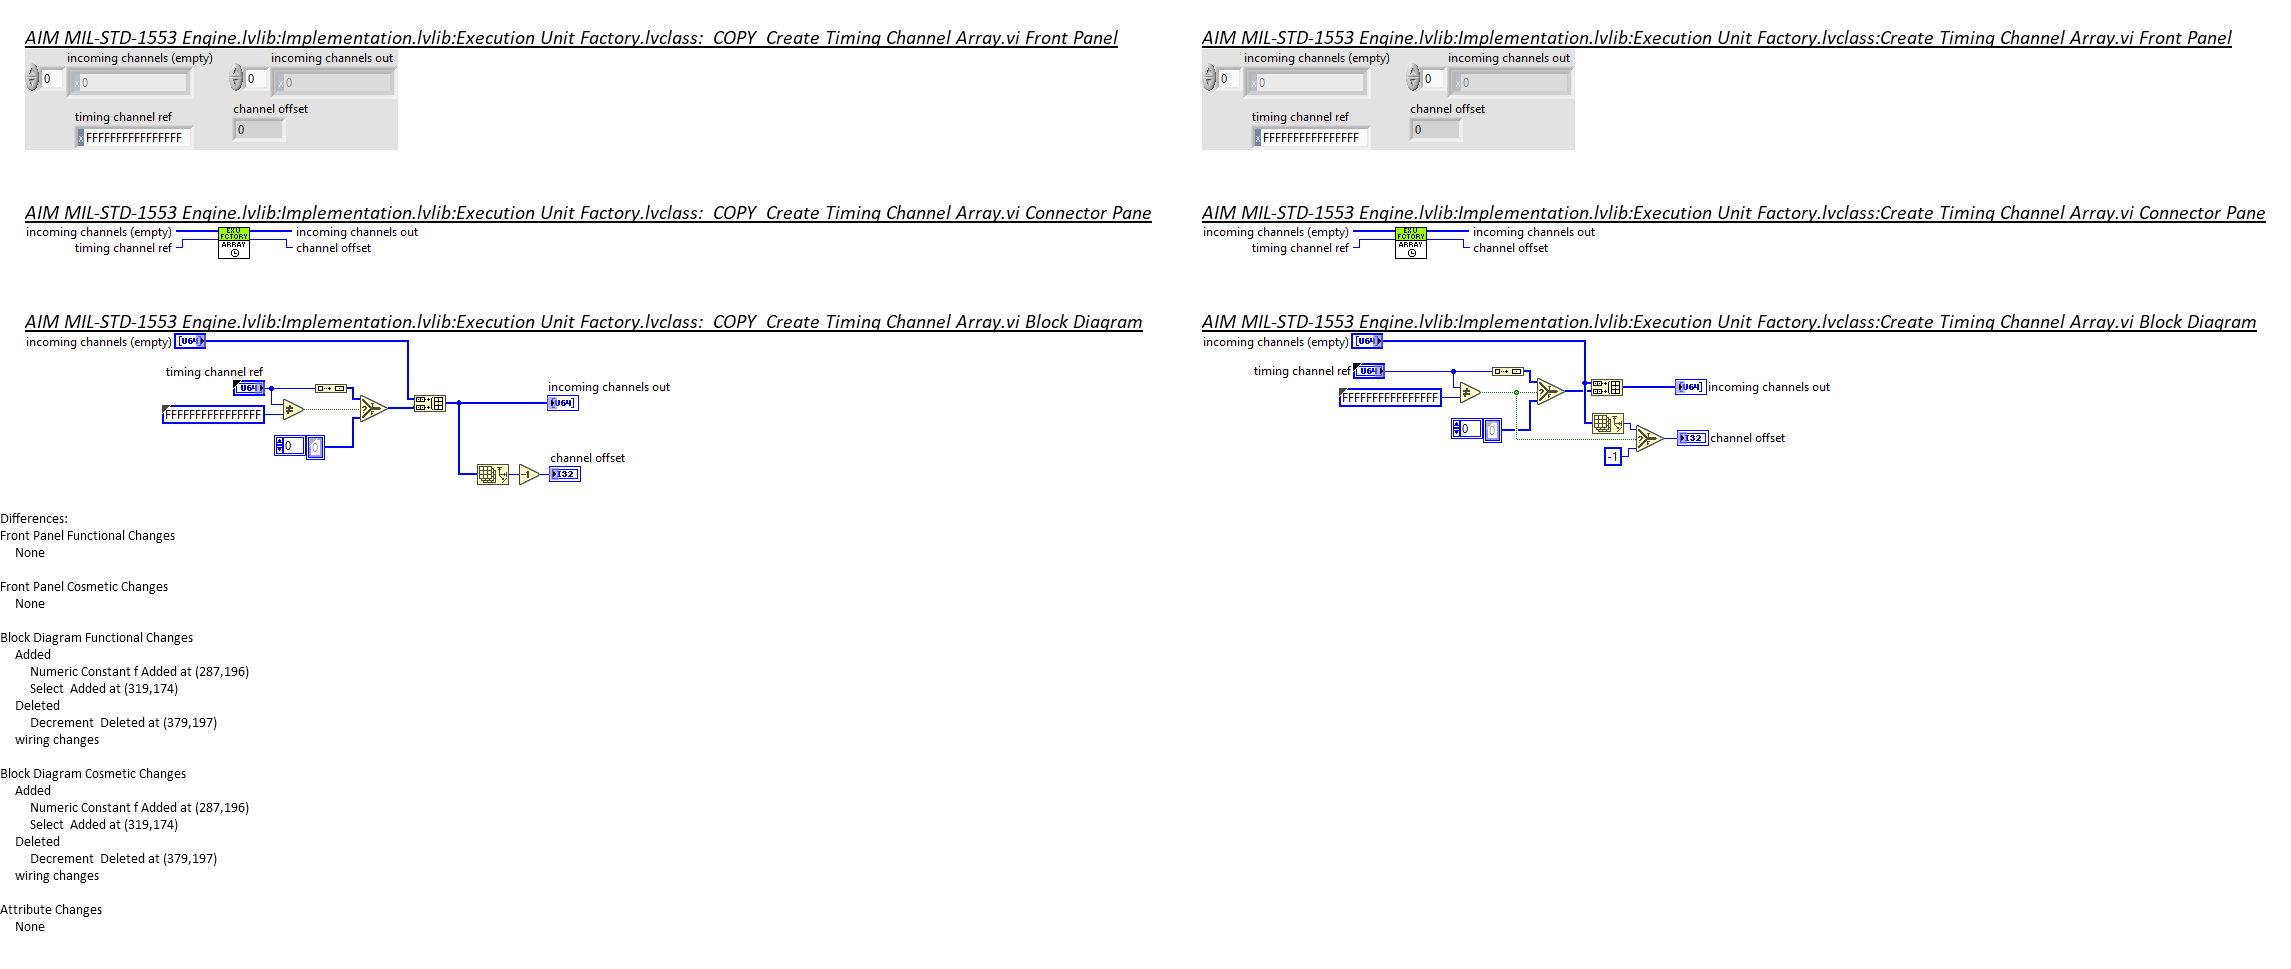 AIM MIL-STD-1553 Engine.lvlib:Implementation.lvlib:Execution Unit Factory.lvclass:  COPY  Create Timing Channel Array.vi Front Panel
incoming channels (empty)
incoming channels out
0
x 0
0
x 0
timing channel ref
channel offset
x FFFFFFFFFFFFFFFF
0
AIM MIL-STD-1553 Engine.lvlib:Implementation.lvlib:Execution Unit Factory.lvclass:  COPY  Create Timing Channel Array.vi Connector Pane
incoming channels (empty)
EXU
FCTORY
incoming channels out
timing channel ref
ARRAY
channel offset
AIM MIL-STD-1553 Engine.lvlib:Implementation.lvlib:Execution Unit Factory.lvclass:  COPY  Create Timing Channel Array.vi Block Diagram
incoming channels (empty)
[U64]
timing channel ref
U64
incoming channels out
[U64]
≠
? T F
FFFFFFFFFFFFFFFF
0
0
channel offset
-1
I32
AIM MIL-STD-1553 Engine.lvlib:Implementation.lvlib:Execution Unit Factory.lvclass:Create Timing Channel Array.vi Front Panel
incoming channels (empty)
incoming channels out
0
x 0
0
x 0
timing channel ref
channel offset
x FFFFFFFFFFFFFFFF
0
AIM MIL-STD-1553 Engine.lvlib:Implementation.lvlib:Execution Unit Factory.lvclass:Create Timing Channel Array.vi Connector Pane
incoming channels (empty)
EXU
FCTORY
incoming channels out
timing channel ref
ARRAY
channel offset
AIM MIL-STD-1553 Engine.lvlib:Implementation.lvlib:Execution Unit Factory.lvclass:Create Timing Channel Array.vi Block Diagram
incoming channels (empty)
[U64]
timing channel ref
U64
[U64]
incoming channels out
≠
? T F
FFFFFFFFFFFFFFFF
0
0
? T F
I32
channel offset
-1
Differences:
Front Panel Functional Changes
None
Front Panel Cosmetic Changes
None
Block Diagram Functional Changes
Added
Numeric Constant f Added at (287,196)
Select  Added at (319,174)
Deleted
Decrement  Deleted at (379,197)
wiring changes
Block Diagram Cosmetic Changes
Added
Numeric Constant f Added at (287,196)
Select  Added at (319,174)
Deleted
Decrement  Deleted at (379,197)
wiring changes
Attribute Changes
None